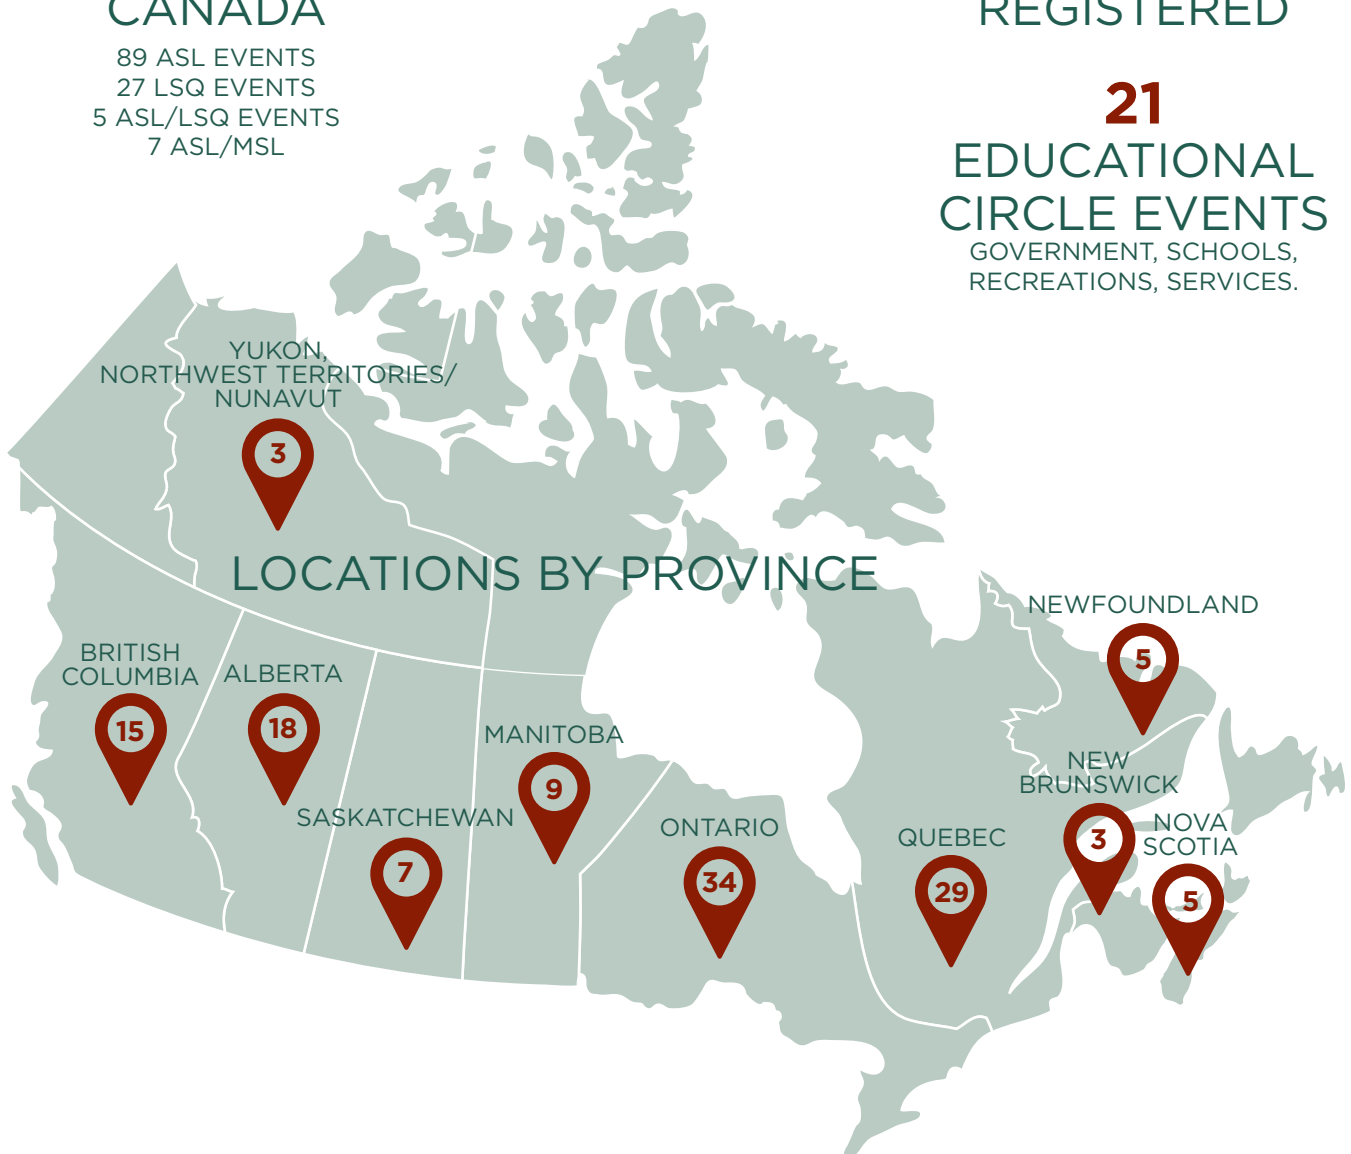 CANADA
89 ASL EVENTS
27 LSQ EVENTS
5 ASL/LSQ EVENTS
7 ASL/MSL
REGISTERED
21
EDUCATIONAL
CIRCLE EVENTS
GOVERNMENT, SCHOOLS,
RECREATIONS, SERVICES.
YUKON,
NORTHWEST TERRITORIES/
NUNAVUT
3
LOCATIONS BY PROVINCE
BRITISH
COLUMBIA
15
ALBERTA
18
SASKATCHEWAN
7
MANITOBA
9
ONTARIO
34
QUEBEC
29
NEWFOUNDLAND
5
NEW
BRUNSWICK
3
NOVA
SCOTIA
5